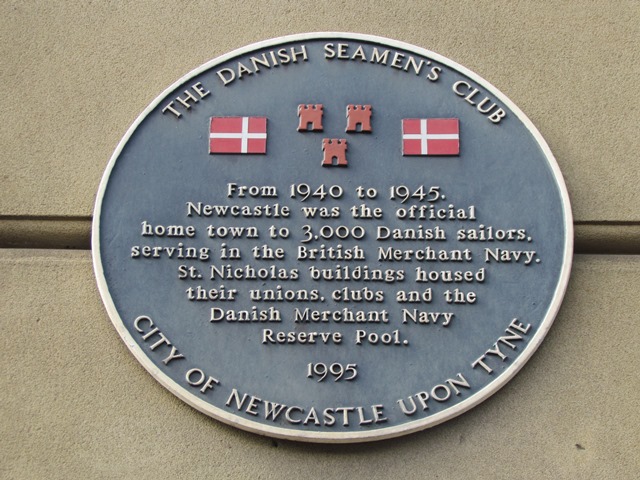 THE DANISH SEAMEN'S CLUB
From 1940 to 1945.
Newcastle was the official
home town to 3,000 Danish sailors.
serving in the British Merchant Navy.
St. Nicholas buildings housed
their unions, clubs and the
Danish Merchant Navy
Reserve Pool.
1995
CITY OF NEWCASTLE UPON TYNE